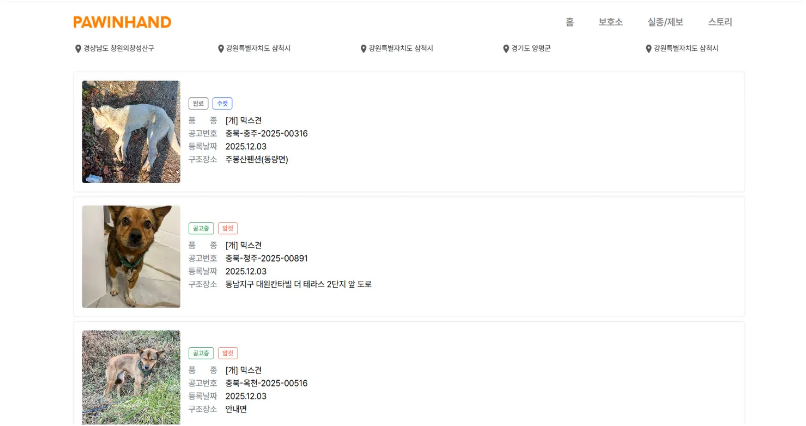 PAWINHAND
홈 보호소 실종/제보 스토리
경상남도 창원의창성산구 강원특별자치도 삼척시 강원특별자치도 삼척시 경기도 양평군 강원특별자치도 삼척시
완료 수컷
품 종 [개] 믹스견
공고번호 충북-충주-2025-00316
등록날짜 2025.12.03
구조장소 주봉산펜션(동량면)
공고중 암컷
품 종 [개] 믹스견
공고번호 충북-청주-2025-00891
등록날짜 2025.12.03
구조장소 동남지구 대원칸타빌 더 테라스 2단지 앞 도로
공고중 암컷
품 종 [개] 믹스견
공고번호 충북-옥천-2025-00516
등록날짜 2025.12.03
구조장소 안내면